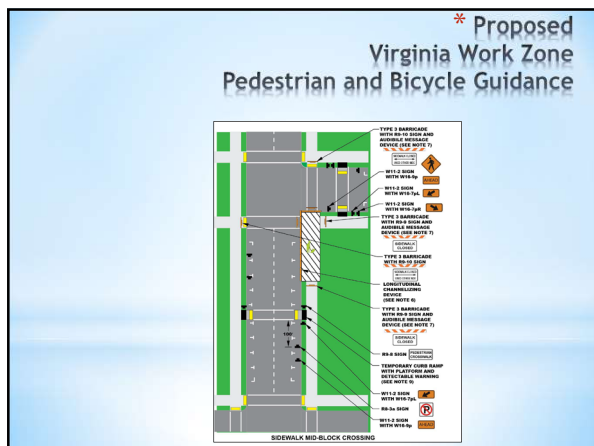 * Proposed
Virginia Work Zone
Pedestrian and Bicycle Guidance
TYPE 3 BARRICADE
WITH R9-10 SIGN AND
AUDIBLE MESSAGE
DEVICE (SEE NOTE 7)
SIDEWALK CLOSED
W11-2 SIGN
WITH W16-9p
AHEAD
W11-2 SIGN
WITH W16-7pL
W11-2 SIGN
WITH W16-7pR
TYPE 3 BARRICADE
WITH R9-9 SIGN AND
AUDIBLE MESSAGE
DEVICE (SEE NOTE 7)
SIDEWALK
CLOSED
TYPE 3 BARRICADE
WITH R9-10 SIGN
SIDEWALK CLOSED
LONGITUDINAL
CHANNELIZING
DEVICE
(SEE NOTE 6)
TYPE 3 BARRICADE
WITH R9-9 SIGN AND
AUDIBLE MESSAGE
DEVICE (SEE NOTE 7)
SIDEWALK
CLOSED
100'
R9-8 SIGN
PEDESTRIAN
CROSSWALK
TEMPORARY CURB RAMP
WITH PLATFORM AND
DETECTABLE WARNING
(SEE NOTE 9)
W11-2 SIGN
WITH W16-7pL
R8-3a SIGN
P
W11-2 SIGN
WITH W16-9p
AHEAD
SIDEWALK MID-BLOCK CROSSING